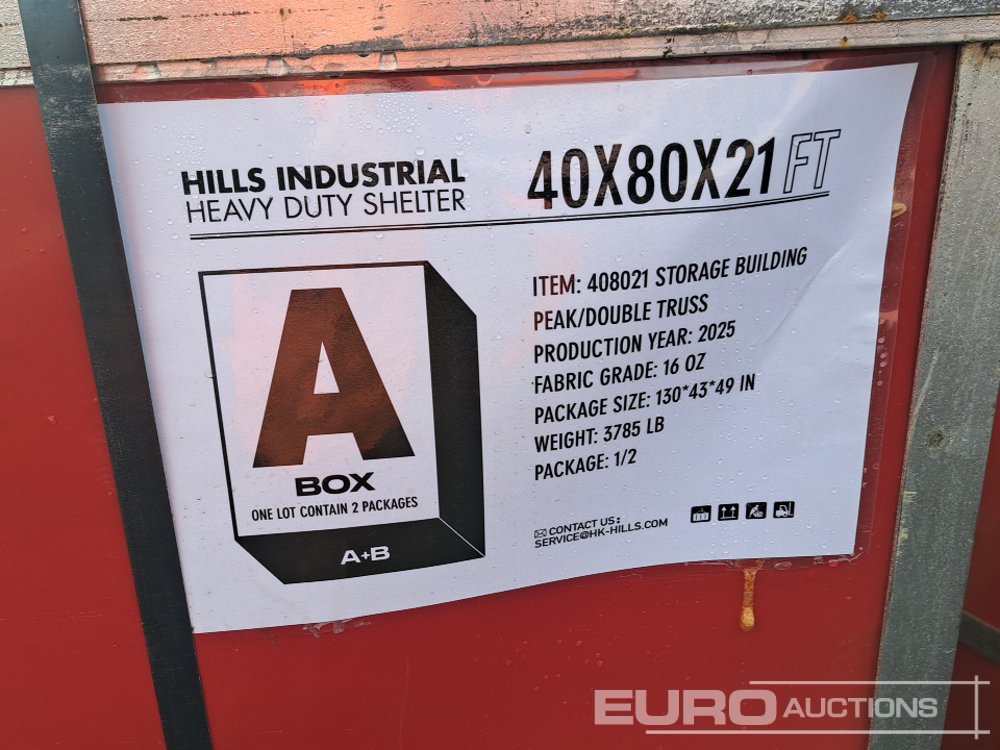 HILLS INDUSTRIAL
HEAVY DUTY SHELTER
40X80X21 FT
A
BOX
ONE LOT CONTAIN 2 PACKAGES
A+B
ITEM: 408021 STORAGE BUILDING
PEAK/DOUBLE TRUSS
PRODUCTION YEAR: 2025
FABRIC GRADE: 16 OZ
PACKAGE SIZE: 130*43*49 IN
WEIGHT: 3785 LB
PACKAGE: 1/2
CONTACT US:
SERVICE@HK-HILLS.COM
EURO AUCTIONS